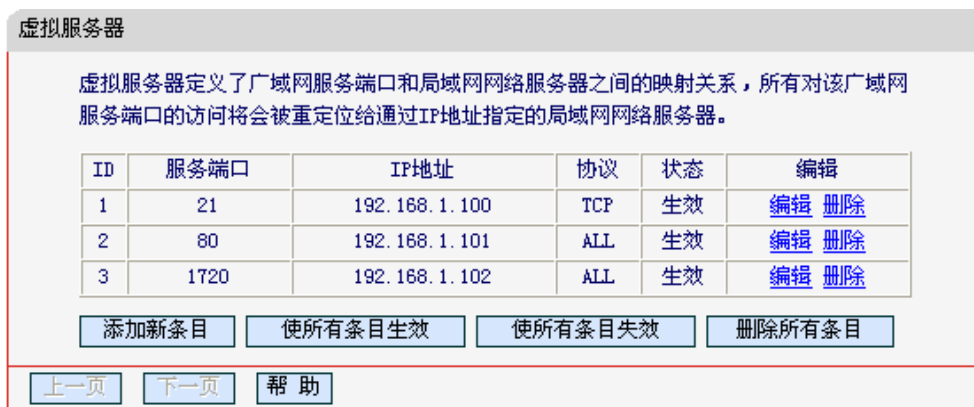 虚拟服务器
虚拟服务器定义了广域网服务端口和局域网网络服务器之间的映射关系，所有对该广域网
服务端口的访问将会被重定位给通过IP地址指定的局域网网络服务器。
ID 服务端口 IP地址 协议 状态 编辑
1 21 192.168.1.100 TCP 生效 编辑 删除
2 80 192.168.1.101 ALL 生效 编辑 删除
3 1720 192.168.1.102 ALL 生效 编辑 删除
添加新条目 使所有条目生效 使所有条目失效 删除所有条目
上一页 下一页 帮 助